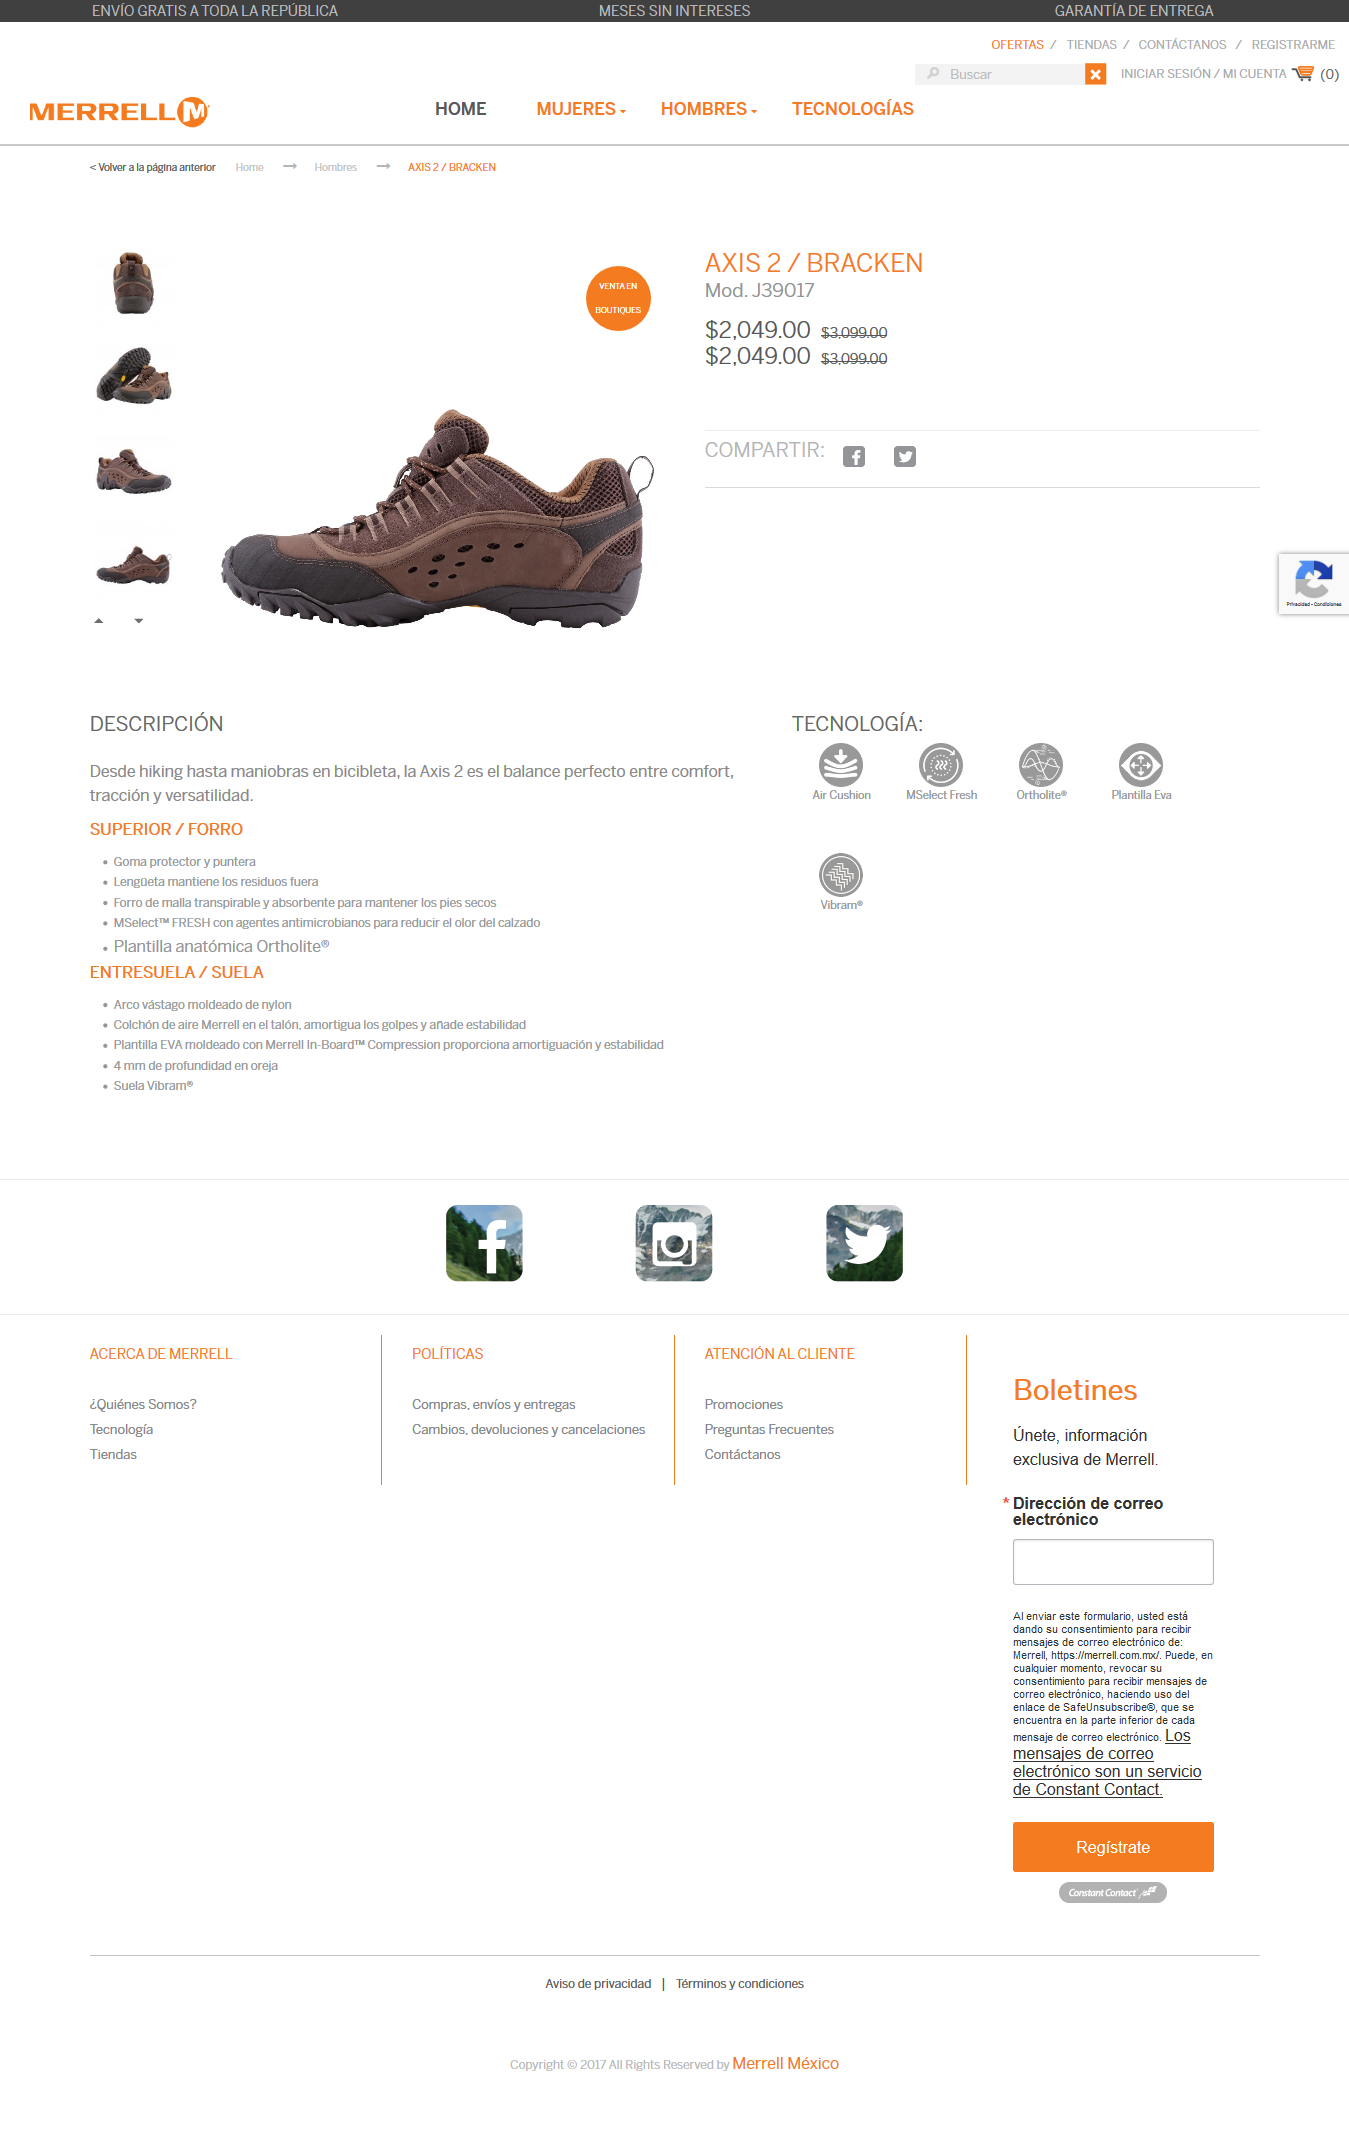 ENVÍO GRATIS A TODA LA REPÚBLICA
MESES SIN INTERESES
GARANTÍA DE ENTREGA
OFERTAS / TIENDAS / CONTÁCTANOS / REGISTRARME
Buscar
INICIAR SESIÓN / MI CUENTA (0)
MERRELL M
HOME MUJERES HOMBRES TECNOLOGÍAS
< Volver a la página anterior Home Hombres AXIS 2 / BRACKEN
VENTA EN
BOUTIQUES
AXIS 2 / BRACKEN
Mod. J39017
$2,049.00 $3,099.00
$2,049.00 $3,099.00
COMPARTIR:
Privacidad - Condiciones
DESCRIPCIÓN
Desde hiking hasta maniobras en bicibleta, la Axis 2 es el balance perfecto entre comfort,
tracción y versatilidad.
SUPERIOR / FORRO
• Goma protector y puntera
• Lengüeta mantiene los residuos fuera
• Forro de malla transpirable y absorbente para mantener los pies secos
• MSelect™ FRESH con agentes antimicrobianos para reducir el olor del calzado
• Plantilla anatómica Ortholite®
ENTRESUELA / SUELA
• Arco vástago moldeado de nylon
• Colchón de aire Merrell en el talón, amortigua los golpes y añade estabilidad
• Plantilla EVA moldeado con Merrell In-Board™ Compression proporciona amortiguación y estabilidad
• 4 mm de profundidad en oreja
• Suela Vibram®
TECNOLOGÍA:
Air Cushion
MSelect Fresh
Ortholite®
Plantilla Eva
Vibram®
ACERCA DE MERRELL
¿Quiénes Somos?
Tecnología
Tiendas
POLÍTICAS
Compras, envíos y entregas
Cambios, devoluciones y cancelaciones
ATENCIÓN AL CLIENTE
Promociones
Preguntas Frecuentes
Contáctanos
Boletines
Únete, información
exclusiva de Merrell.
* Dirección de correo
electrónico
Al enviar este formulario, usted está
dando su consentimiento para recibir
mensajes de correo electrónico de:
Merrell, https://merrell.com.mx/. Puede, en
cualquier momento, revocar su
consentimiento para recibir mensajes de
correo electrónico, haciendo uso del
enlace de SafeUnsubscribe®, que se
encuentra en la parte inferior de cada
mensaje de correo electrónico. Los
mensajes de correo
electrónico son un servicio
de Constant Contact.
Regístrate
Constant Contact
Aviso de privacidad | Términos y condiciones
Copyright © 2017 All Rights Reserved by Merrell México